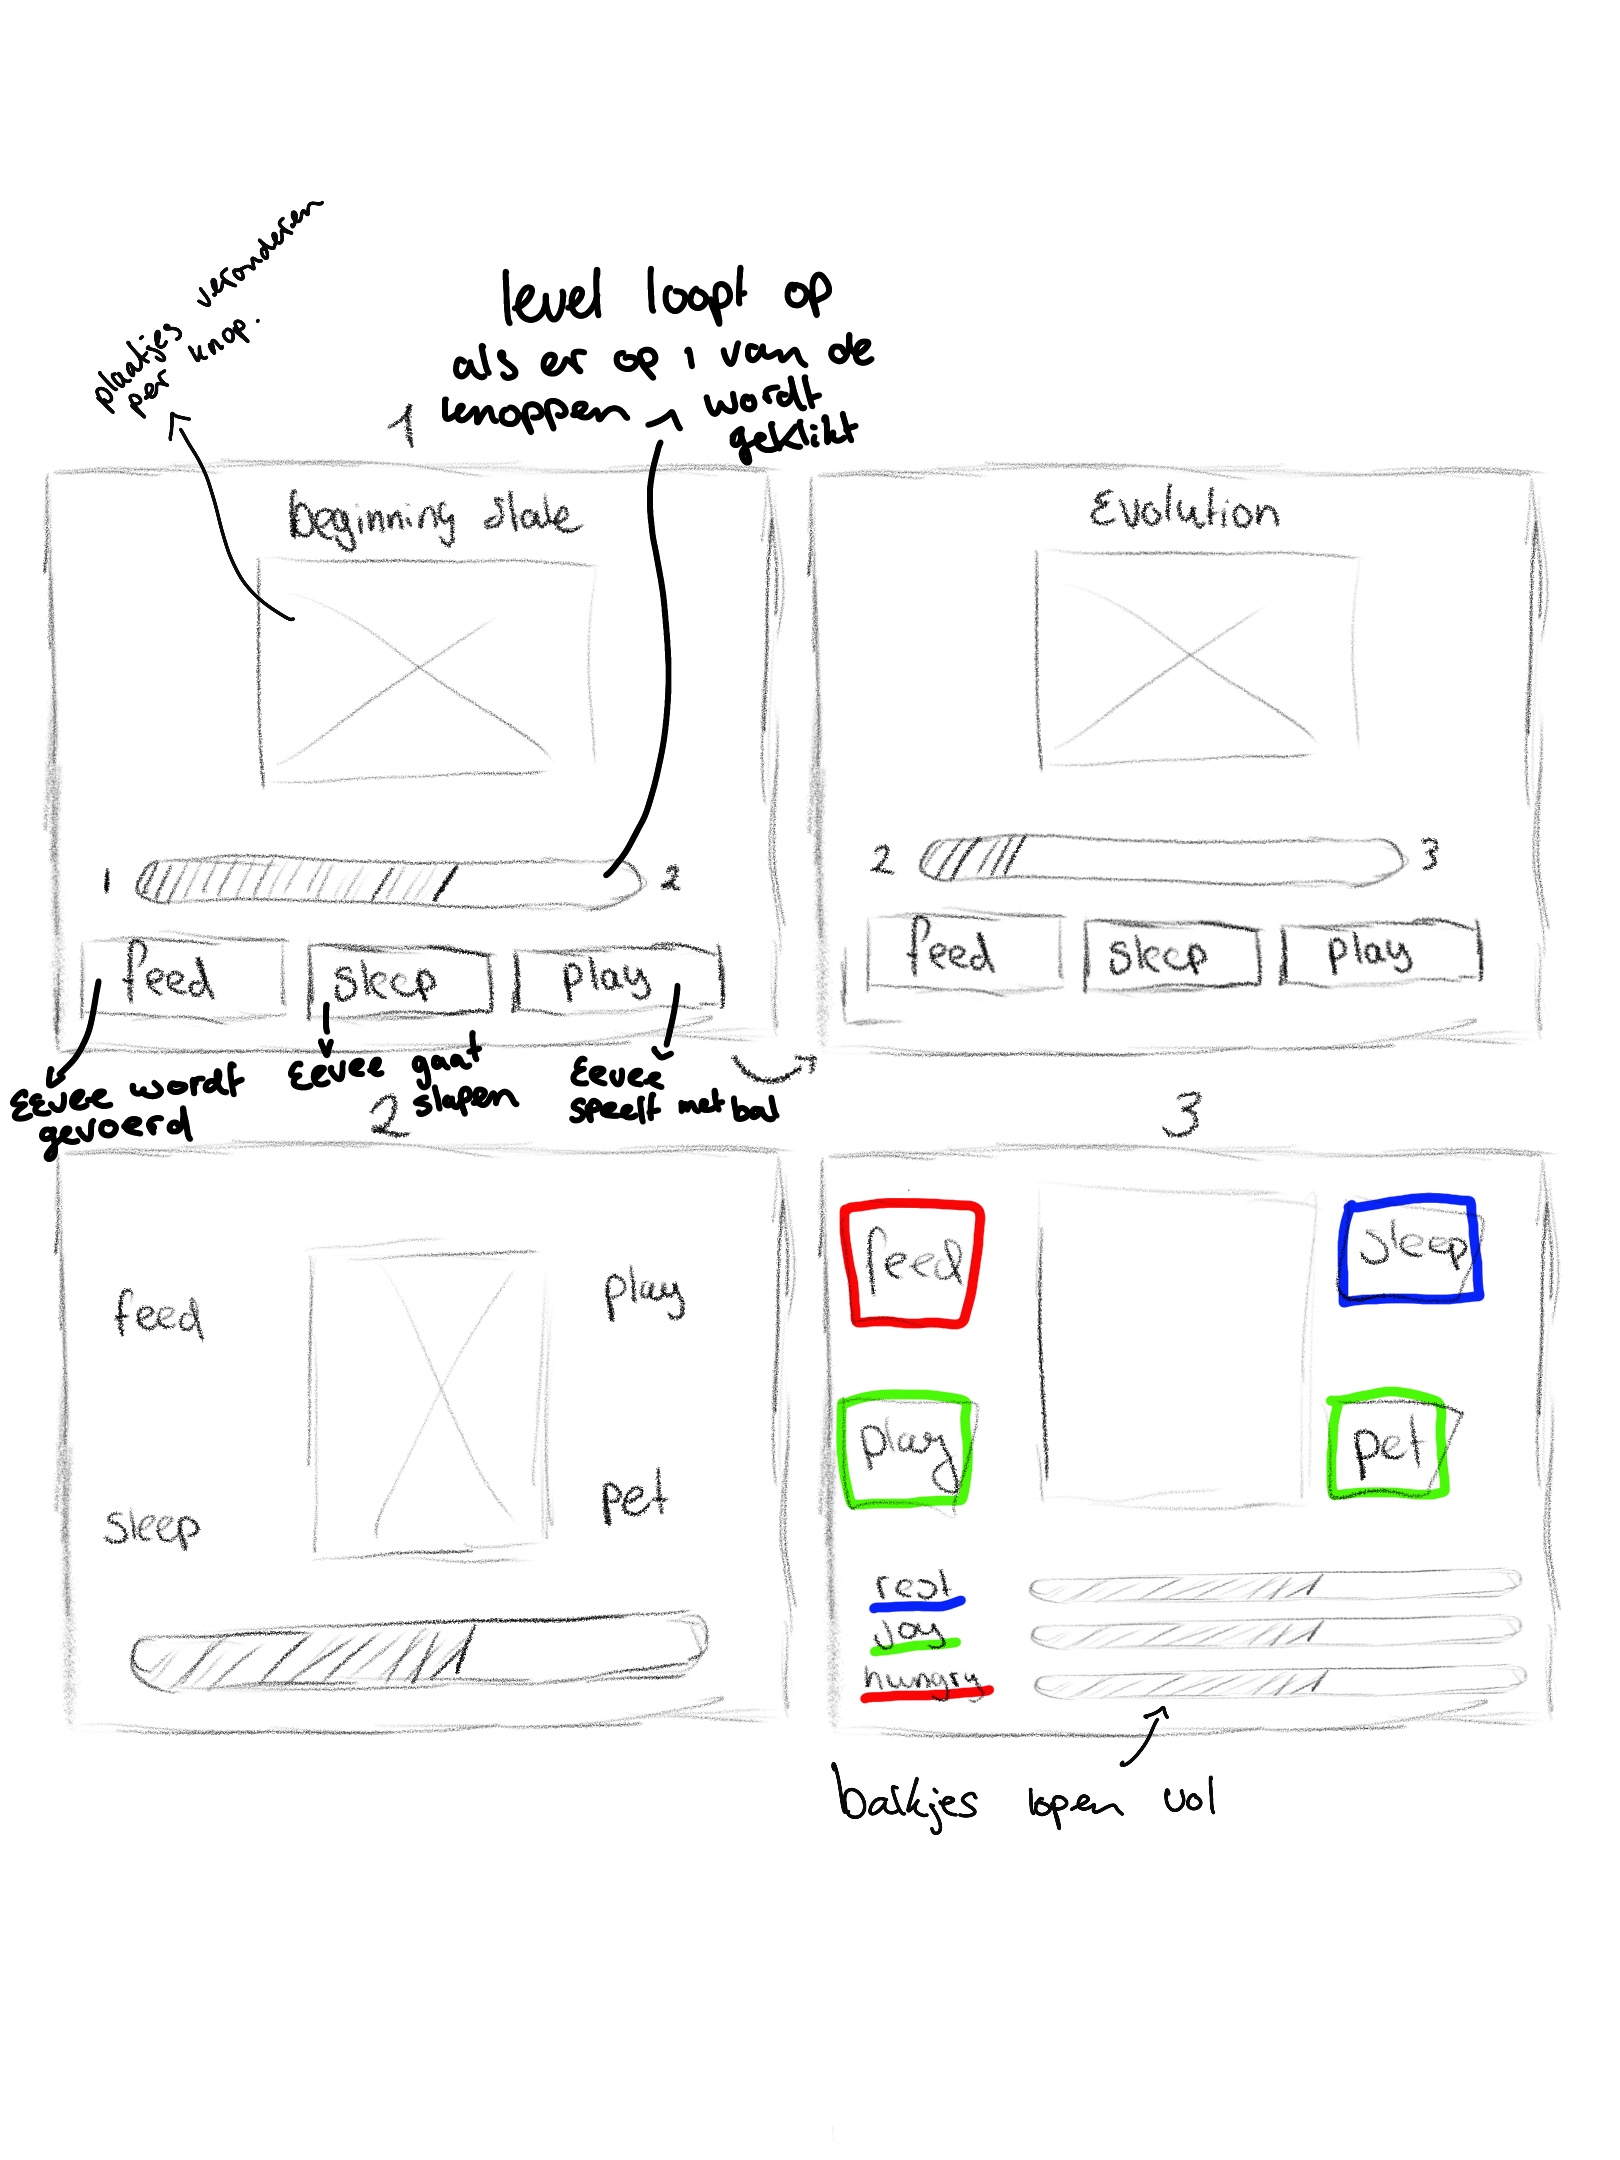 plaatjes veranderen
per knop.
level loopt op
als er op 1 van de
knoppen wordt
geklikt
1
beginning state
1 2
feed sleep play
Eevee wordt
gevoerd
Eevee gaat
slapen
Eevee
speelt met bal
Evolution
2 3
feed sleep play
2
feed play
sleep pet
3
feed sleep
play pet
rest
joy
hungry
balkjes lopen vol